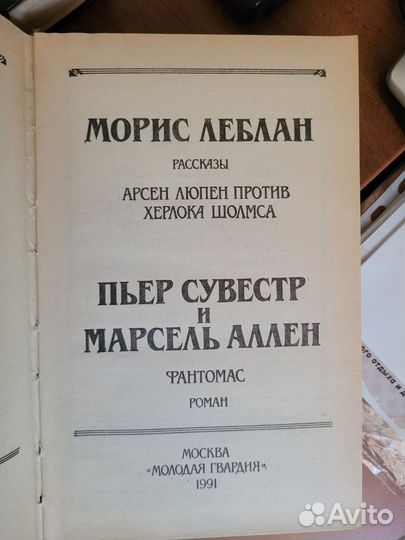 МОРИС ЛЕБЛАН
РАССКАЗЫ
АРСЕН ЛЮПЕН ПРОТИВ
ХЕРЛОКА ШОЛМСА
ПЬЕР СУВЕСТР
И
МАРСЕЛЬ АЛЛЕН
ФАНТОМАС
РОМАН
МОСКВА
«МОЛОДАЯ ГВАРДИЯ»
1991
отдыха и
Avito